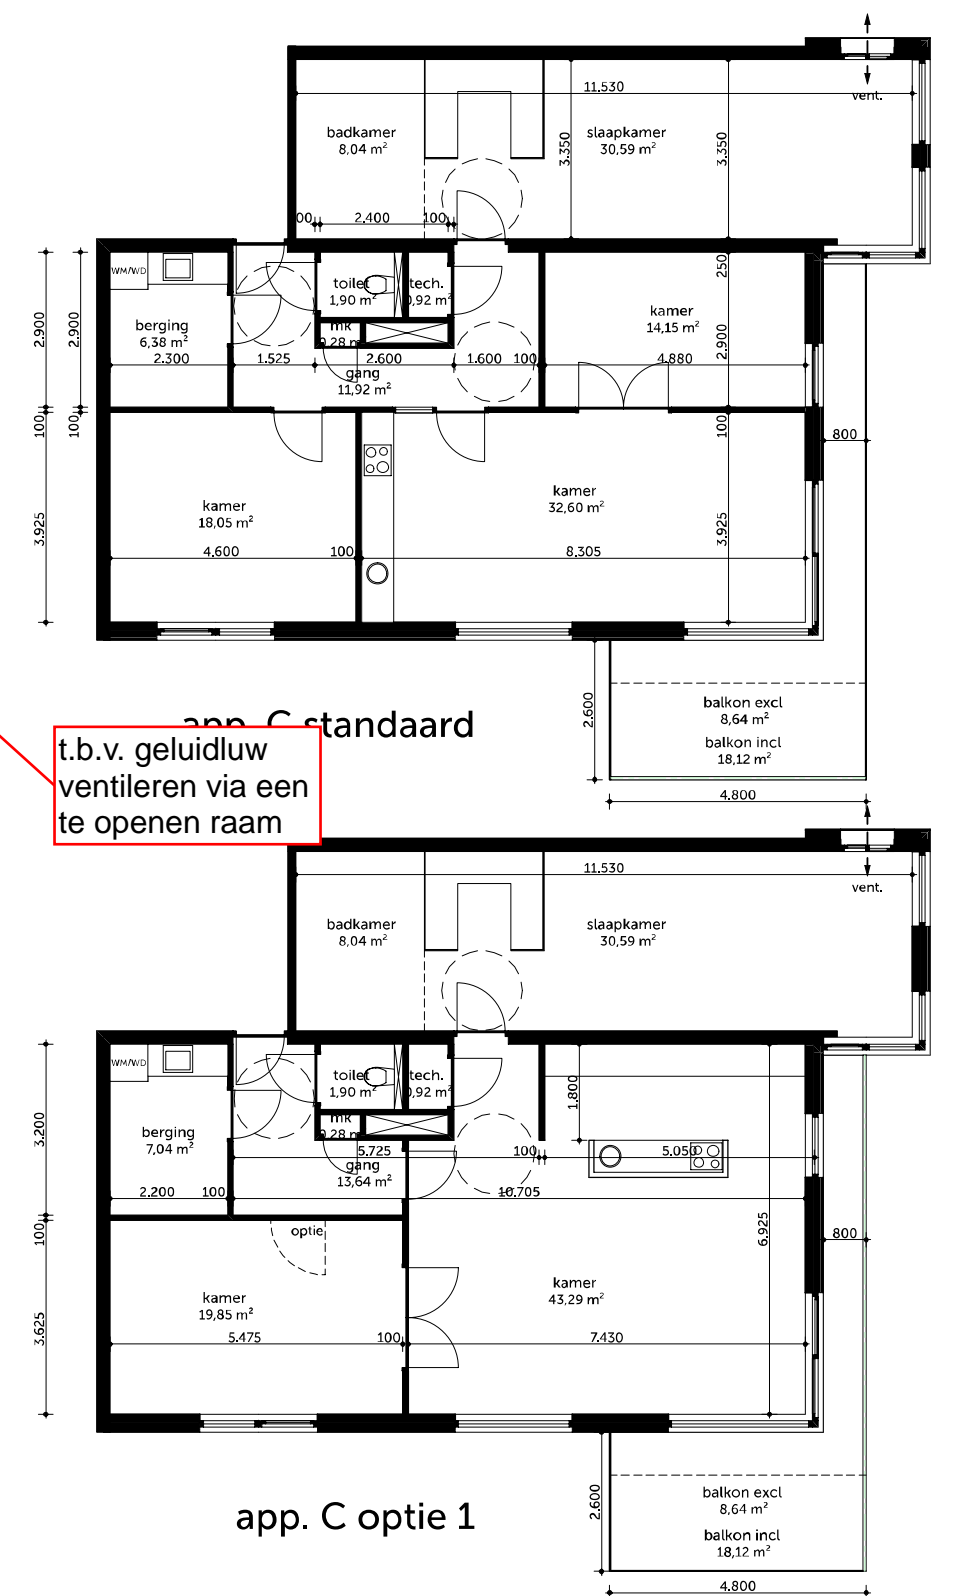 vent.
11.530
badkamer
8,04 m²
slaapkamer
30,59 m²
3.350
3.350
2.400
100
WM/WD
toilet
1,90 m²
tech.
0,92 m²
250
kamer
14,15 m²
berging
6,38 m²
mk
0,28 m
2.900
2.900
2.900
2.300
1.525
2.600
1.600
100
4.880
gang
11,92 m²
100
100
100
800
kamer
18,05 m²
kamer
32,60 m²
3.925
3.925
4.600
100
8.305
2.600
balkon excl
8,64 m²
balkon incl
18,12 m²
4.800
app. C standaard
t.b.v. geluidluw
ventileren via een
te openen raam
11.530
vent.
badkamer
8,04 m²
slaapkamer
30,59 m²
WM/WD
toilet
1,90 m²
tech.
0,92 m²
1.800
mk
0,28 m
3.200
berging
7,04 m²
5.725
100
5.050
gang
13,64 m²
2.200
100
10.705
6.925
100
optie
800
kamer
19,85 m²
kamer
43,29 m²
3.625
5.475
100
7.430
2.600
balkon excl
8,64 m²
balkon incl
18,12 m²
4.800
app. C optie 1